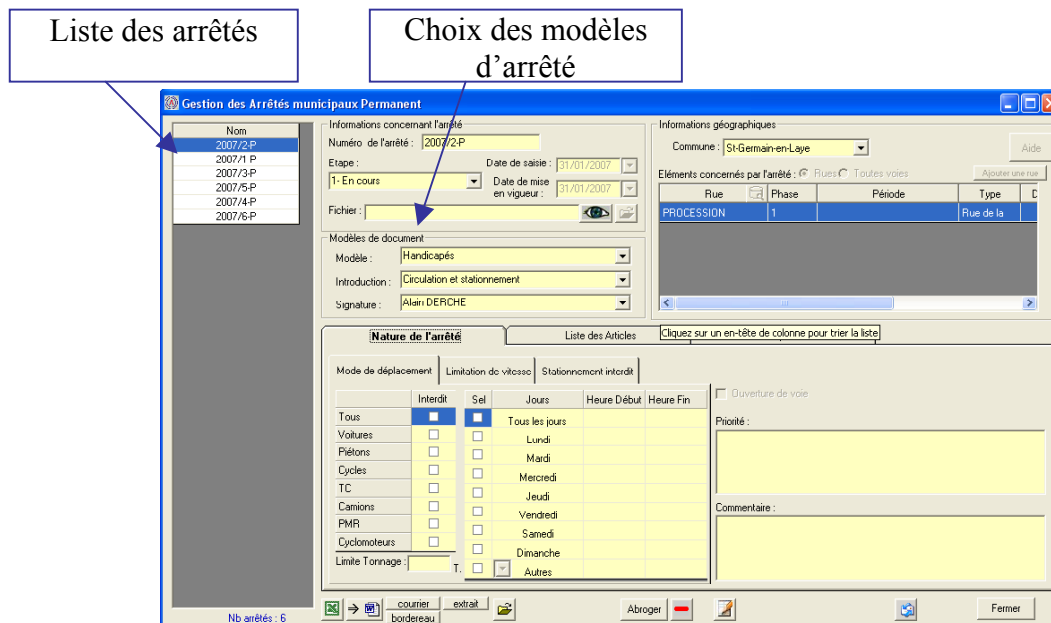 Liste des arrêtés
Choix des modèles
d'arrêté
Gestion des Arrêtés municipaux Permanent
Nom
2007/2-P
2007/1 P
2007/3-P
2007/5-P
2007/4-P
2007/6-P
Nb arrêtés : 6
Informations concernant l'arrêté
Numéro de l'arrêté : 2007/2-P
Etape : Date de saisie : 31/01/2007
1- En cours
Date de mise
en vigueur : 31/01/2007
Fichier :
Modèles de document
Modèle : Handicapés
Introduction : Circulation et stationnement
Signature : Alain DERCHE
Informations géographiques
Commune : St-Germain-en-Laye
Aide
Eléments concernés par l'arrêté : Rues Toutes voies Ajouter une rue
Rue Phase Période Type D
PROCESSION 1 Rue de la
Cliquez sur un en-tête de colonne pour trier la liste
Nature de l'arrêté Liste des Articles
Mode de déplacement Limitation de vitesse Stationnement interdit
Interdit
Tous
Voitures
Piétons
Cycles
TC
Camions
PMR
Cyclomoteurs
Limite Tonnage : T.
Sel Jours Heure Début Heure Fin
Tous les jours
Lundi
Mardi
Mercredi
Jeudi
Vendredi
Samedi
Dimanche
Autres
Ouverture de voie
Priorité :
Commentaire :
courrier extrait
bordereau
Abroger
Fermer